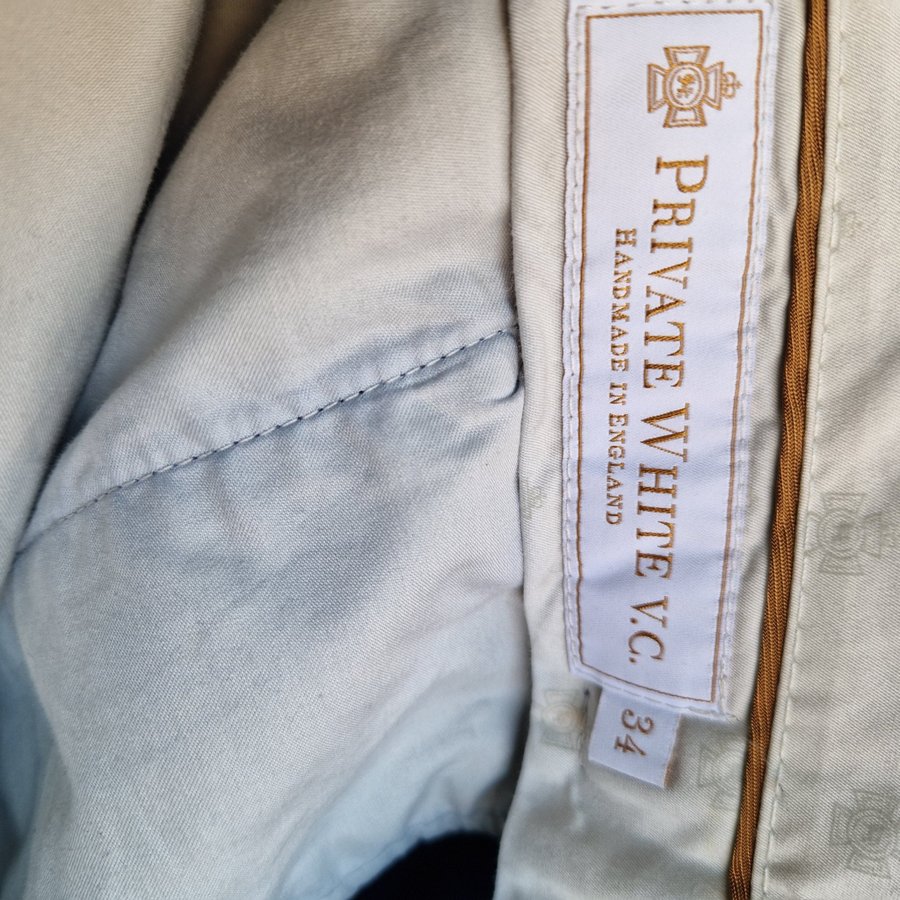 PRIVATE WHITE V.C.
HANDMADE IN ENGLAND
34